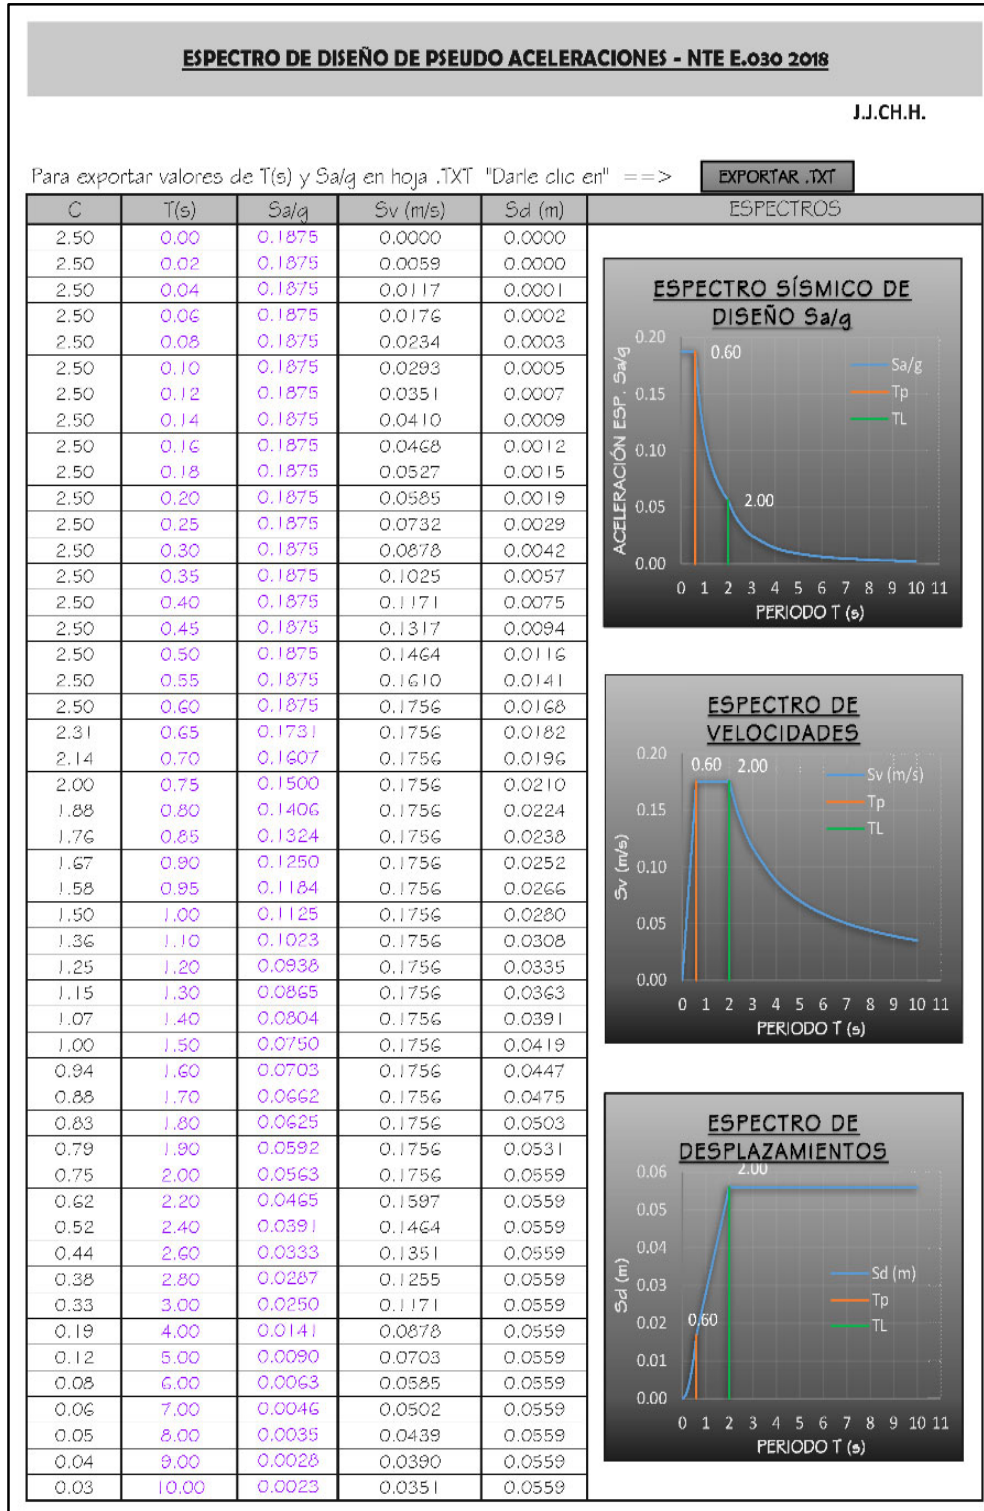 ESPECTRO DE DISEÑO DE PSEUDO ACELERACIONES - NTE E.030 2018
J.J.CH.H.
Para exportar valores de T(s) y Sa/g en hoja .TXT "Darle clic en" ==> EXPORTAR .TXT
C T(s) Sa/g Sv (m/s) Sd (m) ESPECTROS
2.50 0.00 0.1875 0.0000 0.0000
2.50 0.02 0.1875 0.0059 0.0000
2.50 0.04 0.1875 0.0117 0.0001
2.50 0.06 0.1875 0.0176 0.0002
2.50 0.08 0.1875 0.0234 0.0003
2.50 0.10 0.1875 0.0293 0.0005
2.50 0.12 0.1875 0.0351 0.0007
2.50 0.14 0.1875 0.0410 0.0009
2.50 0.16 0.1875 0.0468 0.0012
2.50 0.18 0.1875 0.0527 0.0015
2.50 0.20 0.1875 0.0585 0.0019
2.50 0.25 0.1875 0.0732 0.0029
2.50 0.30 0.1875 0.0878 0.0042
2.50 0.35 0.1875 0.1025 0.0057
2.50 0.40 0.1875 0.1171 0.0075
2.50 0.45 0.1875 0.1317 0.0094
2.50 0.50 0.1875 0.1464 0.0116
2.50 0.55 0.1875 0.1610 0.0141
2.50 0.60 0.1875 0.1756 0.0168
2.31 0.65 0.1731 0.1756 0.0182
2.14 0.70 0.1607 0.1756 0.0196
2.00 0.75 0.1500 0.1756 0.0210
1.88 0.80 0.1406 0.1756 0.0224
1.76 0.85 0.1324 0.1756 0.0238
1.67 0.90 0.1250 0.1756 0.0252
1.58 0.95 0.1184 0.1756 0.0266
1.50 1.00 0.1125 0.1756 0.0280
1.36 1.10 0.1023 0.1756 0.0308
1.25 1.20 0.0938 0.1756 0.0335
1.15 1.30 0.0865 0.1756 0.0363
1.07 1.40 0.0804 0.1756 0.0391
1.00 1.50 0.0750 0.1756 0.0419
0.94 1.60 0.0703 0.1756 0.0447
0.88 1.70 0.0662 0.1756 0.0475
0.83 1.80 0.0625 0.1756 0.0503
0.79 1.90 0.0592 0.1756 0.0531
0.75 2.00 0.0563 0.1756 0.0559
0.62 2.20 0.0465 0.1597 0.0559
0.52 2.40 0.0391 0.1464 0.0559
0.44 2.60 0.0333 0.1351 0.0559
0.38 2.80 0.0287 0.1255 0.0559
0.33 3.00 0.0250 0.1171 0.0559
0.19 4.00 0.0141 0.0878 0.0559
0.12 5.00 0.0090 0.0703 0.0559
0.08 6.00 0.0063 0.0585 0.0559
0.06 7.00 0.0046 0.0502 0.0559
0.05 8.00 0.0035 0.0439 0.0559
0.04 9.00 0.0028 0.0390 0.0559
0.03 10.00 0.0023 0.0351 0.0559
ESPECTRO SÍSMICO DE
DISEÑO Sa/g
ACELERACIÓN ESP. Sa/g
0.20
0.15
0.10
0.05
0.00
0.60
2.00
Sa/g
Tp
TL
0 1 2 3 4 5 6 7 8 9 10 11
PERIODO T (s)
ESPECTRO DE
VELOCIDADES
Sv (m/s)
0.20
0.15
0.10
0.05
0.00
0.60 2.00
Sv (m/s)
Tp
TL
0 1 2 3 4 5 6 7 8 9 10 11
PERIODO T (s)
ESPECTRO DE
DESPLAZAMIENTOS
Sd (m)
0.06
0.05
0.04
0.03
0.02
0.01
0.00
2.00
0.60
Sd (m)
Tp
TL
0 1 2 3 4 5 6 7 8 9 10 11
PERIODO T (s)